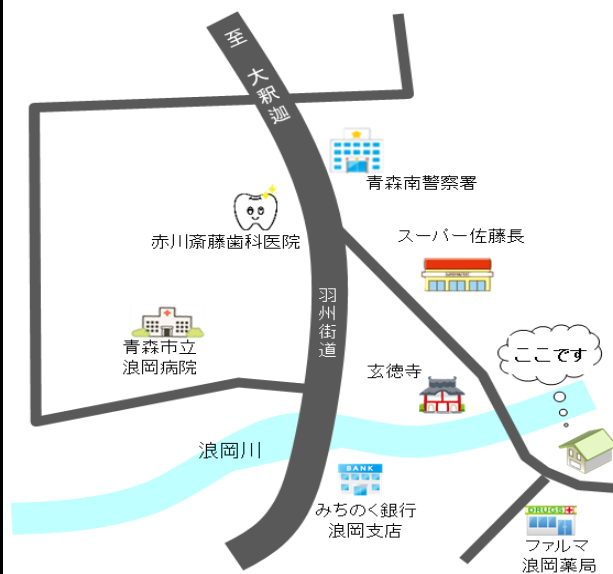 至 大釈迦
青森南警察署
赤川斎藤歯科医院
スーパー佐藤長
羽州街道
青森市立
浪岡病院
ここです
玄徳寺
浪岡川
BANK
みちのく銀行
浪岡支店
DRUGS
ファルマ
浪岡薬局